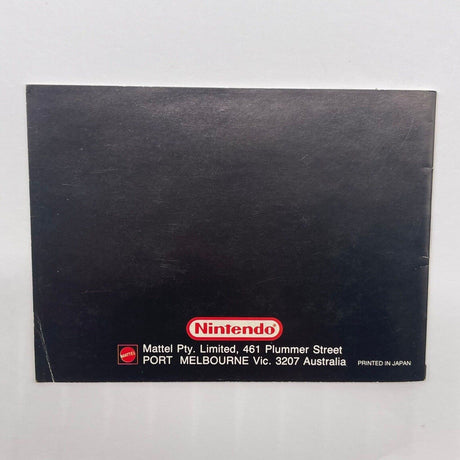 Nintendo
MATTEL
Mattel Pty. Limited, 461 Plummer Street
PORT MELBOURNE Vic. 3207 Australia
PRINTED IN JAPAN